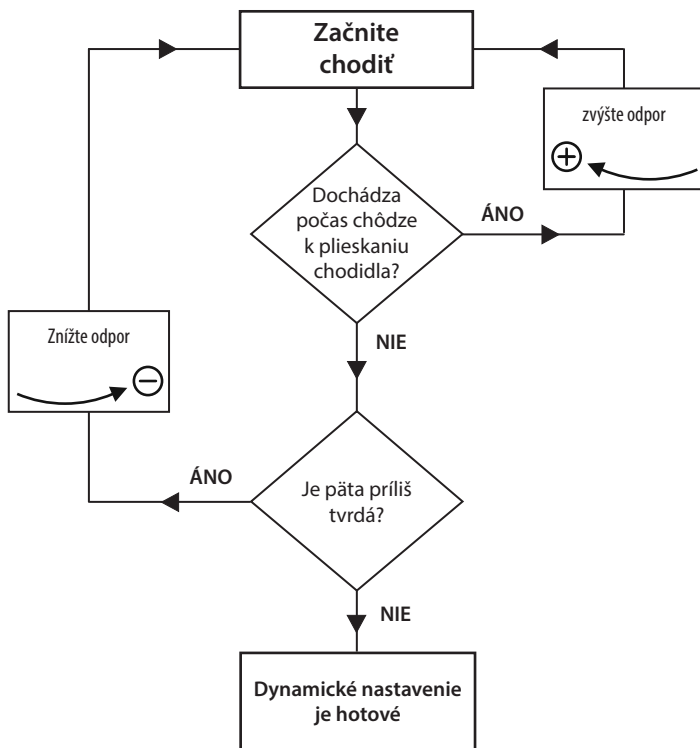 Začnite
chodiť
zvýšte odpor
Dochádza
počas chôdze
k plieskaniu
chodidla?
ÁNO
Znížte odpor
NIE
ÁNO
Je päta príliš
tvrdá?
NIE
Dynamické nastavenie
je hotové